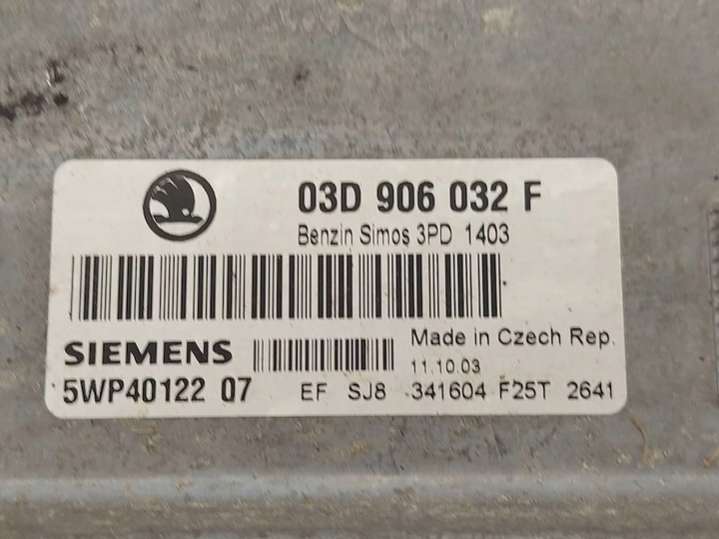 03D 906 032 F
Benzin Simos 3PD 1403
Made in Czech Rep.
SIEMENS
11.10.03
5WP40122 07 EF SJ8 341604 F25T 2641